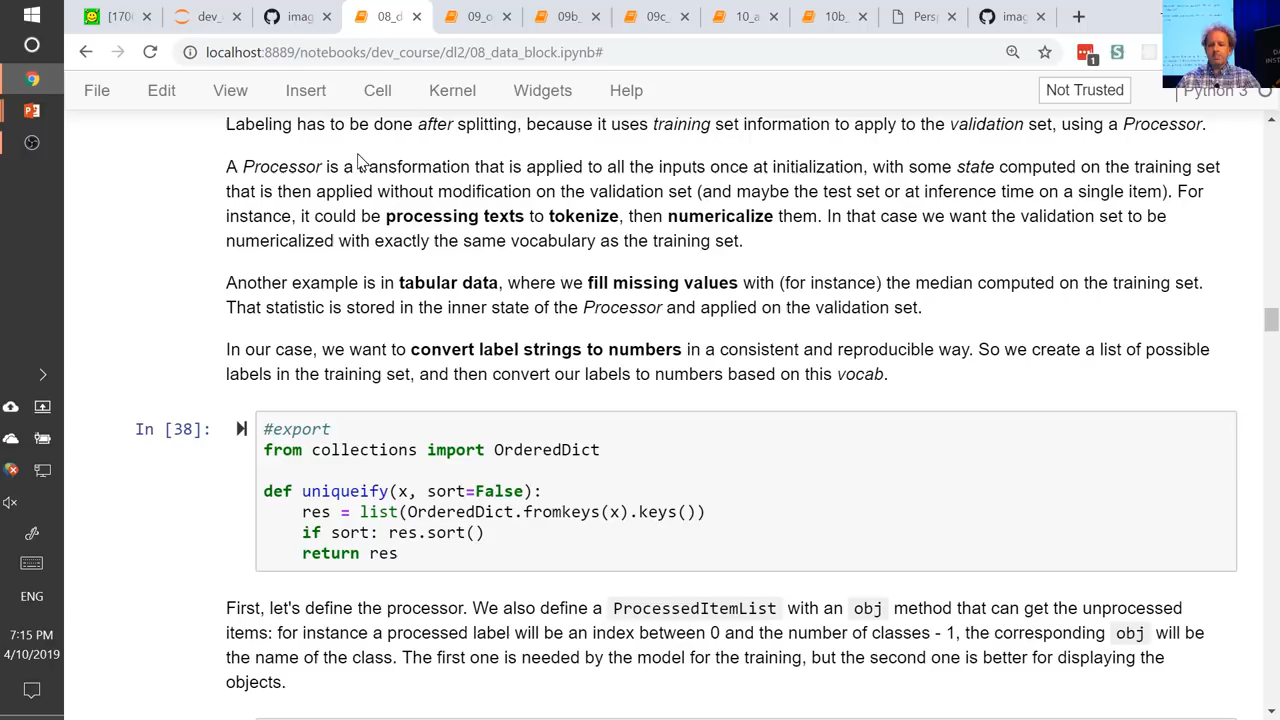 [170
dev_
imag
08_d
09_o
09b_
09c_
10_a
10b_
Persp
imag
localhost:8889/notebooks/dev_course/dl2/08_data_block.ipynb#
1
File Edit View Insert Cell Kernel Widgets Help
Not Trusted
Python 3
Labeling has to be done after splitting, because it uses training set information to apply to the validation set, using a Processor.
A Processor is a transformation that is applied to all the inputs once at initialization, with some state computed on the training set
that is then applied without modification on the validation set (and maybe the test set or at inference time on a single item). For
instance, it could be processing texts to tokenize, then numericalize them. In that case we want the validation set to be
numericalized with exactly the same vocabulary as the training set.
Another example is in tabular data, where we fill missing values with (for instance) the median computed on the training set.
That statistic is stored in the inner state of the Processor and applied on the validation set.
In our case, we want to convert label strings to numbers in a consistent and reproducible way. So we create a list of possible
labels in the training set, and then convert our labels to numbers based on this vocab.
In [38]:
#export
from collections import OrderedDict
def uniqueify(x, sort=False):
res = list(OrderedDict.fromkeys(x).keys())
if sort: res.sort()
return res
First, let's define the processor. We also define a ProcessedItemList with an obj method that can get the unprocessed
items: for instance a processed label will be an index between 0 and the number of classes - 1, the corresponding obj will be
the name of the class. The first one is needed by the model for the training, but the second one is better for displaying the
objects.
ENG
7:15 PM
4/10/2019